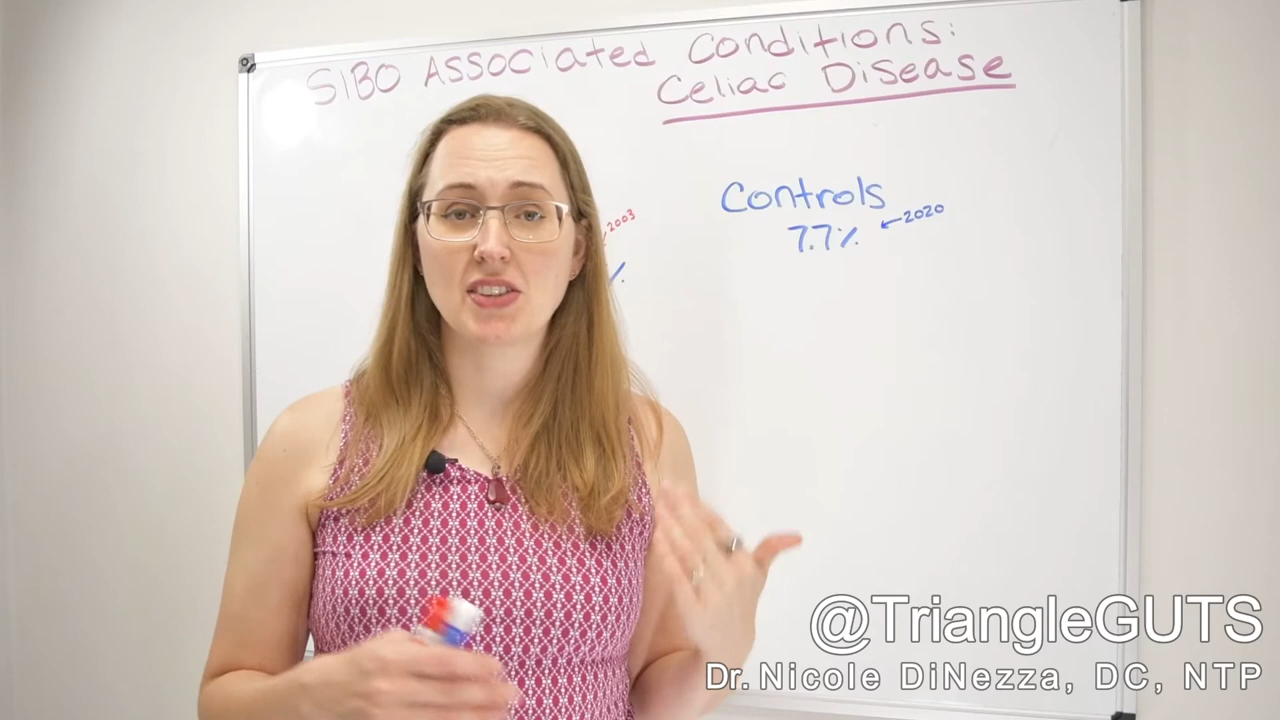 SIBO Associated Conditions:
Celiac Disease
Controls
7.7%
←2020
←2003
%
@TriangleGUTS
Dr. Nicole DiNezza, DC, NTP